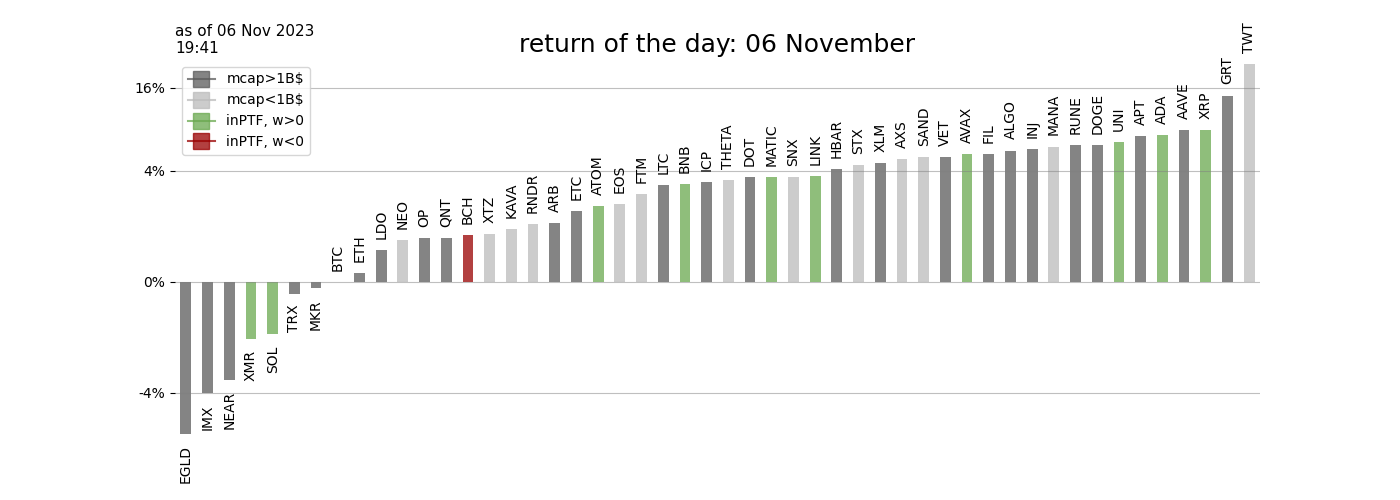 as of 06 Nov 2023
19:41
return of the day: 06 November
mcap>1B$
mcap<1B$
inPTF, w>0
inPTF, w<0
16%
4%
0%
-4%
EGLD
IMX
NEAR
XMR
SOL
TRX
MKR
BTC
ETH
LDO
NEO
OP
QNT
BCH
XTZ
KAVA
RNDR
ARB
ETC
ATOM
EOS
FTM
LTC
BNB
ICP
THETA
DOT
MATIC
SNX
LINK
HBAR
STX
XLM
AXS
SAND
VET
AVAX
FIL
ALGO
INJ
MANA
RUNE
DOGE
UNI
APT
ADA
AAVE
XRP
GRT
TWT